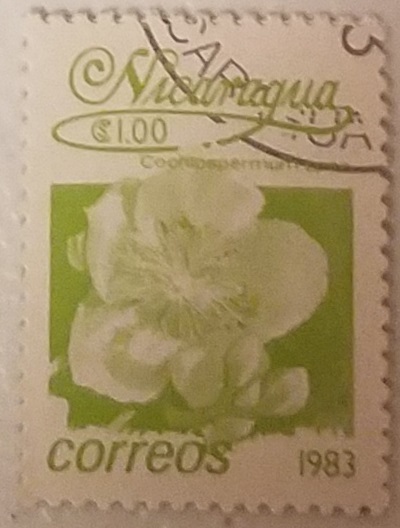 Nicaragua
₡1.00
Cochlospermum
correos
1983